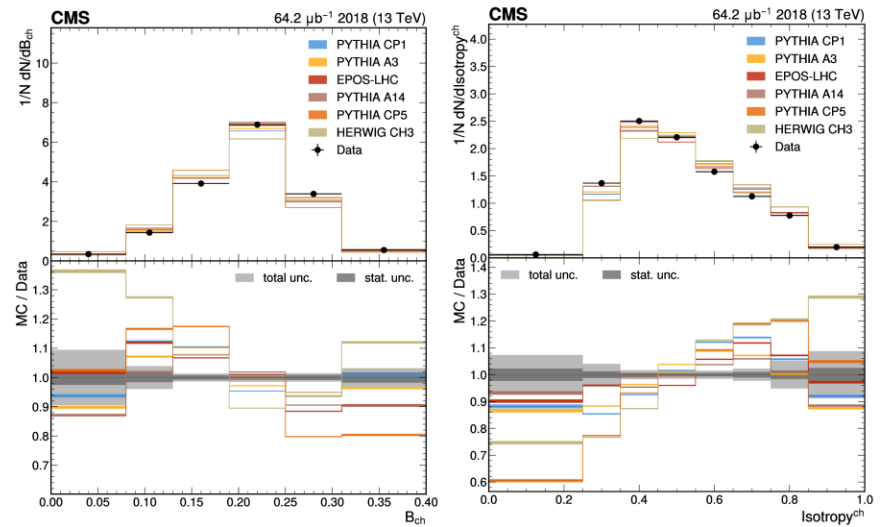 CMS 64.2 μb⁻¹ 2018 (13 TeV)
1/N dN/dB_ch
10
8
6
4
2
0
PYTHIA CP1
PYTHIA A3
EPOS-LHC
PYTHIA A14
PYTHIA CP5
HERWIG CH3
Data
MC / Data
total unc. stat. unc.
1.3
1.2
1.1
1.0
0.9
0.8
0.7
0.00 0.05 0.10 0.15 0.20 0.25 0.30 0.35 0.40
B_ch
CMS 64.2 μb⁻¹ 2018 (13 TeV)
1/N dN/dIsotropy^ch
4.0
3.5
3.0
2.5
2.0
1.5
1.0
0.5
0.0
PYTHIA CP1
PYTHIA A3
EPOS-LHC
PYTHIA A14
PYTHIA CP5
HERWIG CH3
Data
MC / Data
total unc. stat. unc.
1.4
1.3
1.2
1.1
1.0
0.9
0.8
0.7
0.6
0.0 0.2 0.4 0.6 0.8 1.0
Isotropy^ch